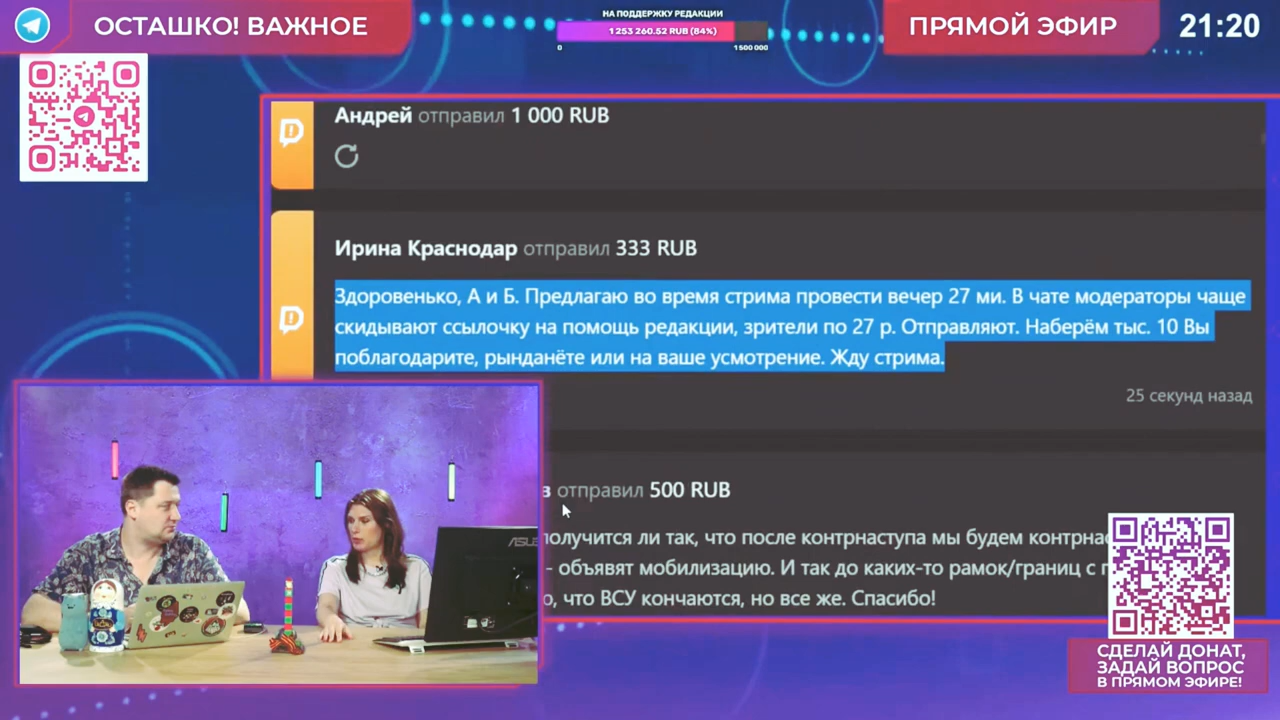 ОСТАШКО! ВАЖНОЕ
НА ПОДДЕРЖКУ РЕДАКЦИИ
1 253 260.52 RUB (84%)
0
1 500 000
ПРЯМОЙ ЭФИР
21:20
Андрей отправил 1 000 RUB
Ирина Краснодар отправил 333 RUB
Здоровенько, А и Б. Предлагаю во время стрима провести вечер 27 ми. В чате модераторы чаще
скидывают ссылочку на помощь редакции, зрители по 27 р. Отправляют. Наберём тыс. 10 Вы
поблагодарите, рынданёте или на ваше усмотрение. Жду стрима.
25 секунд назад
в отправил 500 RUB
получится ли так, что после контрнаступа мы будем
- объявят мобилизацию. И так до каких-то рамок/границ с
что ВСУ кончаются, но все же. Спасибо!
ASUS
СДЕЛАЙ ДОНАТ,
ЗАДАЙ ВОПРОС
В ПРЯМОМ ЭФИРЕ!